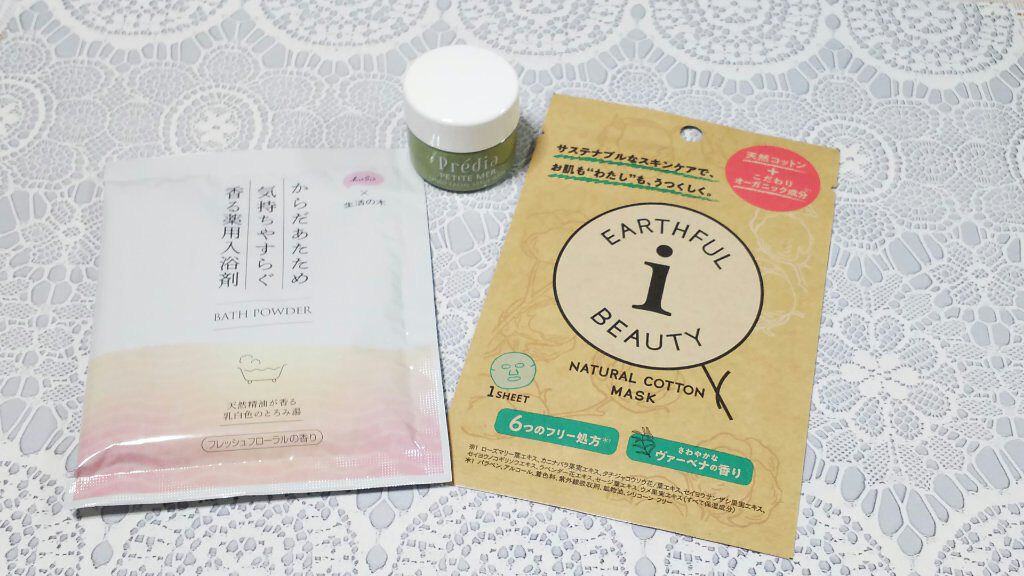 からだあたため
気持ちやすらぐ
香る薬用入浴剤
×
生活の木
BATH POWDER
天然精油が香る
乳白色のとろみ湯
フレッシュフローラルの香り
Prédia
PETITE MER
サステナブルなスキンケアで、
お肌も“わたし”も、うつくしく。
天然コットン
+
こだわり
オーガニック成分
EARTHFUL
i
BEAUTY
NATURAL COTTON
MASK
1SHEET
6つのフリー処方※1
さわやかな
ヴァーベナの香り